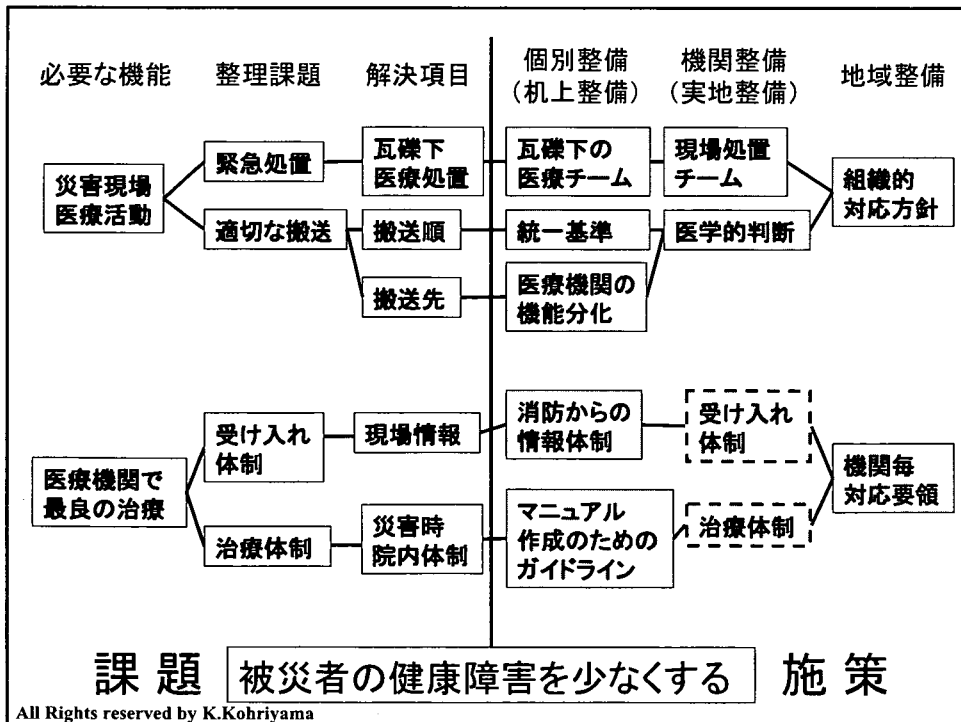 必要な機能
整理課題
解決項目
個別整備
(机上整備)
機関整備
(実地整備)
地域整備
災害現場
医療活動
緊急処置
瓦礫下
医療処置
瓦礫下の
医療チーム
現場処置
チーム
組織的
対応方針
適切な搬送
搬送順
統一基準
医学的判断
搬送先
医療機関の
機能分化
医療機関で
最良の治療
受け入れ
体制
現場情報
消防からの
情報体制
受け入れ
体制
機関毎
対応要領
治療体制
災害時
院内体制
マニュアル
作成のための
ガイドライン
治療体制
課題
被災者の健康障害を少なくする
施策
All Rights reserved by K.Kohriyama